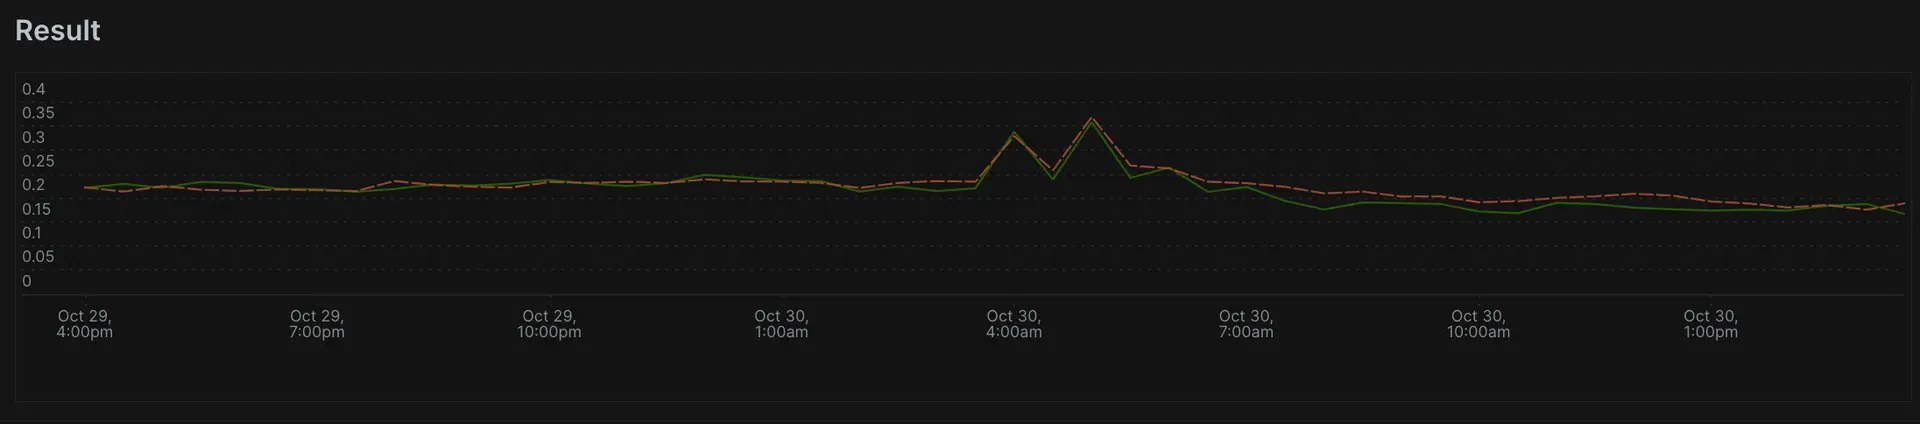 Result
0.4
0.35
0.3
0.25
0.2
0.15
0.1
0.05
0
Oct 29,
4:00pm
Oct 29,
7:00pm
Oct 29,
10:00pm
Oct 30,
1:00am
Oct 30,
4:00am
Oct 30,
7:00am
Oct 30,
10:00am
Oct 30,
1:00pm